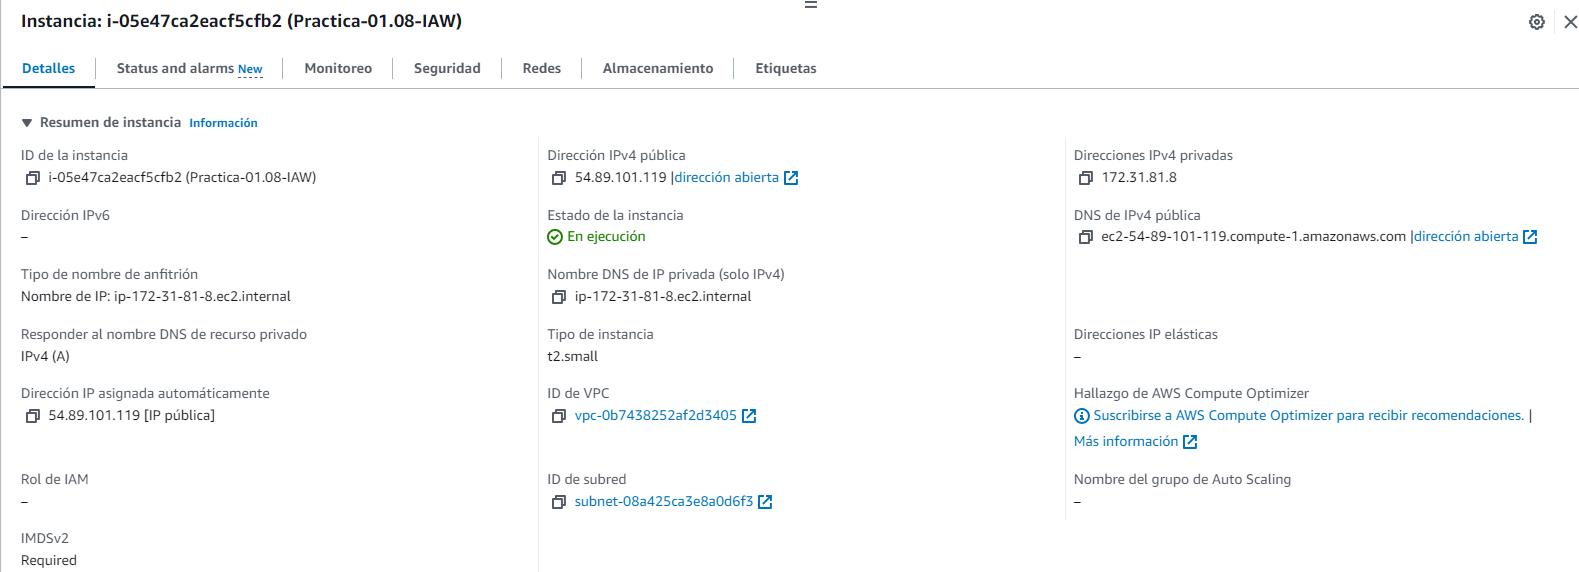 Instancia: i-05e47ca2eacf5cfb2 (Practica-01.08-IAW)
Detalles
Status and alarms New
Monitoreo
Seguridad
Redes
Almacenamiento
Etiquetas
Resumen de instancia Información
ID de la instancia
i-05e47ca2eacf5cfb2 (Practica-01.08-IAW)
Dirección IPv4 pública
54.89.101.119 |dirección abierta
Direcciones IPv4 privadas
172.31.81.8
Dirección IPv6
–
Estado de la instancia
En ejecución
DNS de IPv4 pública
ec2-54-89-101-119.compute-1.amazonaws.com |dirección abierta
Tipo de nombre de anfitrión
Nombre de IP: ip-172-31-81-8.ec2.internal
Nombre DNS de IP privada (solo IPv4)
ip-172-31-81-8.ec2.internal
Responder al nombre DNS de recurso privado
IPv4 (A)
Tipo de instancia
t2.small
Direcciones IP elásticas
–
Dirección IP asignada automáticamente
54.89.101.119 [IP pública]
ID de VPC
vpc-0b7438252af2d3405
Hallazgo de AWS Compute Optimizer
Suscribirse a AWS Compute Optimizer para recibir recomendaciones. |
Más información
Rol de IAM
–
ID de subred
subnet-08a425ca3e8a0d6f3
Nombre del grupo de Auto Scaling
–
IMDSv2
Required